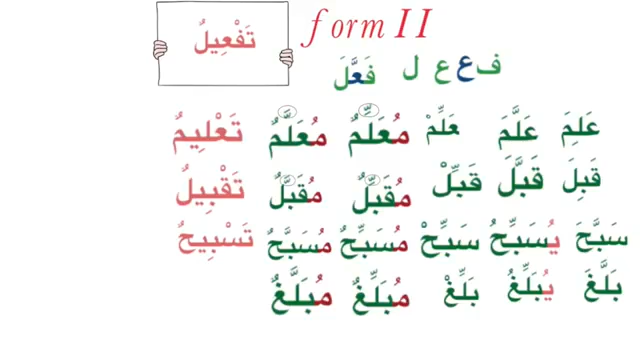 form II
تَفْعِيلٌ
ف ع ع ل فَعَّلَ
عَلِمَ عَلَّمَ عَلِّمْ مُعَلِّمٌ مُعَلَّمٌ تَعْلِيمٌ
قَبِلَ قَبَّلَ قَبِّلْ مُقَبِّلٌ مُقَبَّلٌ تَقْبِيلٌ
سَبَّحَ يُسَبِّحُ سَبِّحْ مُسَبِّحٌ مُسَبَّحٌ تَسْبِيحٌ
بَلَّغَ يُبَلِّغُ بَلِّغْ مُبَلِّغٌ مُبَلَّغٌ